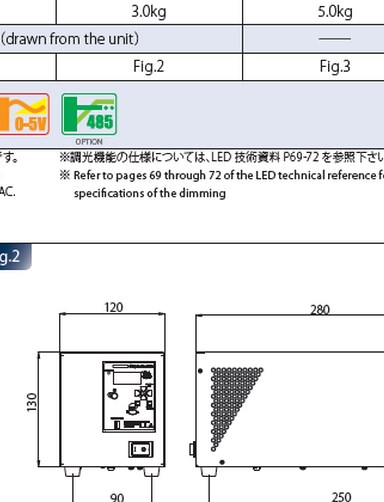 3.0kg 5.0kg
(drawn from the unit)
Fig.2 Fig.3
0-5V 485
OPTION
です。 ※調光機能の仕様については、LED 技術資料 P69-72 を参照下さい
※ Refer to pages 69 through 72 of the LED technical reference f
AC. specifications of the dimming
g.2
120 280
130
90 250